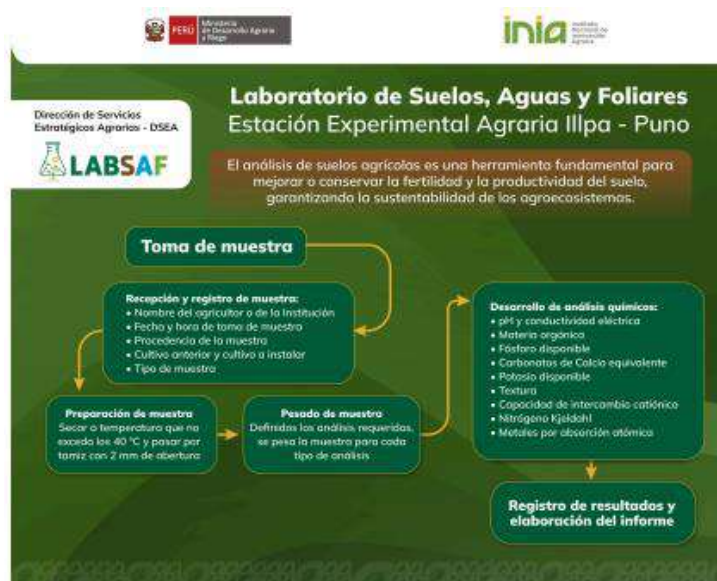 PERÚ
Ministerio
de Desarrollo Agrario
y Riego
inia
Instituto
Nacional de
Innovación
Agraria
Dirección de Servicios
Estratégicos Agrarios - DSEA
LABSAF
Laboratorio de Suelos, Aguas y Foliares
Estación Experimental Agraria Illpa - Puno
El análisis de suelos agrícolas es una herramienta fundamental para
mejorar o conservar la fertilidad y la productividad del suelo,
garantizando la sustentabilidad de los agroecosistemas.
Toma de muestra
Recepción y registro de muestra:
• Nombre del agricultor o de la Institución
• Fecha y hora de toma de muestra
• Procedencia de la muestra
• Cultivo anterior y cultivo a instalar
• Tipo de muestra
Preparación de muestra
Secar a temperatura que no
exceda los 40 °C y pasar por
tamiz con 2 mm de abertura
Pesado de muestra
Definidos los análisis requeridos,
se pesa la muestra para cada
tipo de análisis
Desarrollo de análisis químicos:
• pH y conductividad eléctrica
• Materia orgánica
• Fósforo disponible
• Carbonatos de Calcio equivalente
• Potasio disponible
• Textura
• Capacidad de intercambio catiónico
• Nitrógeno Kjeldahl
• Metales por absorción atómica
Registro de resultados y
elaboración del informe